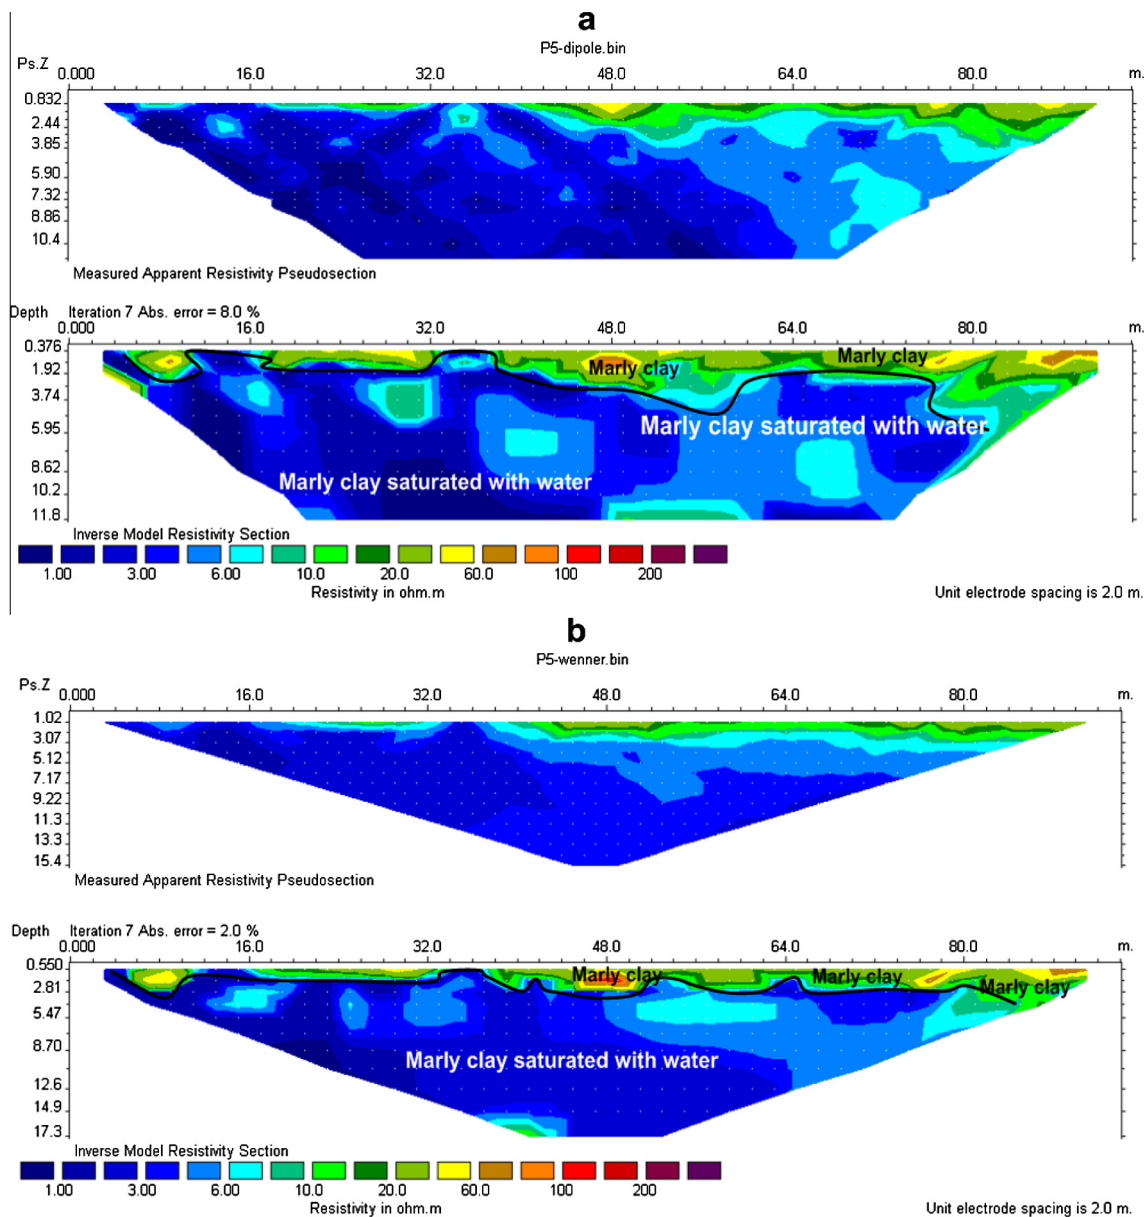 a
P5-dipole.bin
Ps.Z 0.000 16.0 32.0 48.0 64.0 80.0 m.
0.832
2.44
3.85
5.90
7.32
8.86
10.4
Measured Apparent Resistivity Pseudosection
Depth Iteration 7 Abs. error = 8.0 %
0.000 16.0 32.0 48.0 64.0 80.0 m.
0.376
Marly clay
1.92
Marly clay
3.74
Marly clay saturated with water
5.95
8.62
Marly clay saturated with water
10.2
11.8
Inverse Model Resistivity Section
1.00 3.00 6.00 10.0 20.0 60.0 100 200
Resistivity in ohm.m
Unit electrode spacing is 2.0 m.
b
P5-wenner.bin
Ps.Z 0.000 16.0 32.0 48.0 64.0 80.0 m.
1.02
3.07
5.12
7.17
9.22
11.3
13.3
15.4
Measured Apparent Resistivity Pseudosection
Depth Iteration 7 Abs. error = 2.0 %
0.000 16.0 32.0 48.0 64.0 80.0 m.
0.550
Marly clay Marly clay
2.81
Marly clay
5.47
8.70
Marly clay saturated with water
12.6
14.9
17.3
Inverse Model Resistivity Section
1.00 3.00 6.00 10.0 20.0 60.0 100 200
Resistivity in ohm.m
Unit electrode spacing is 2.0 m.